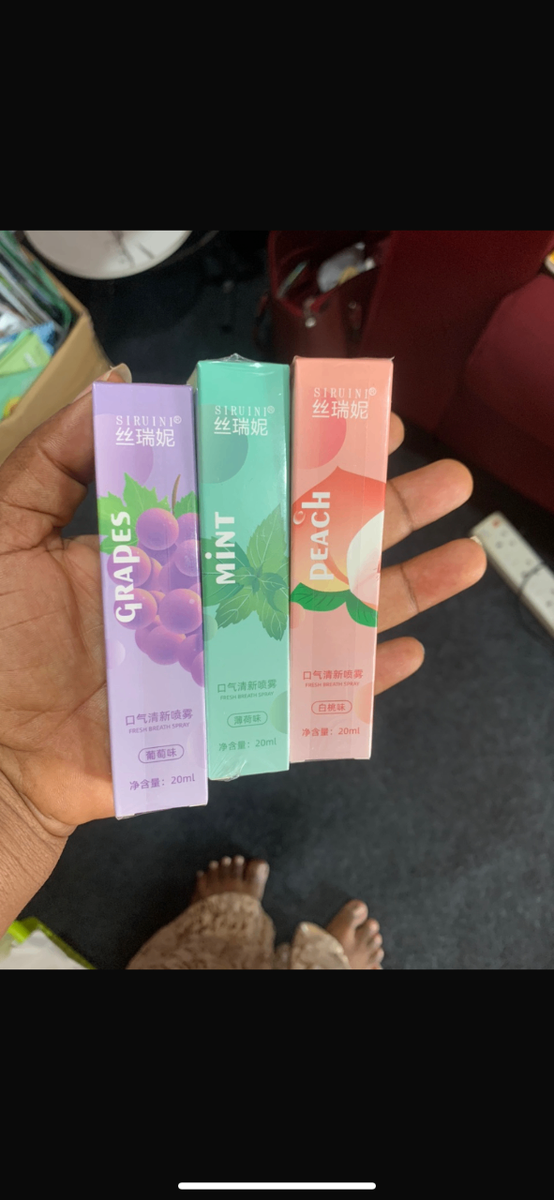 SIRUINI®
丝瑞妮
GRAPES
口气清新喷雾
FRESH BREATH SPRAY
葡萄味
净含量：20ml
SIRUINI®
丝瑞妮
MINT
口气清新喷雾
FRESH BREATH SPRAY
薄荷味
净含量：20ml
SIRUINI®
丝瑞妮
PEACH
口气清新喷雾
FRESH BREATH SPRAY
白桃味
净含量：20ml